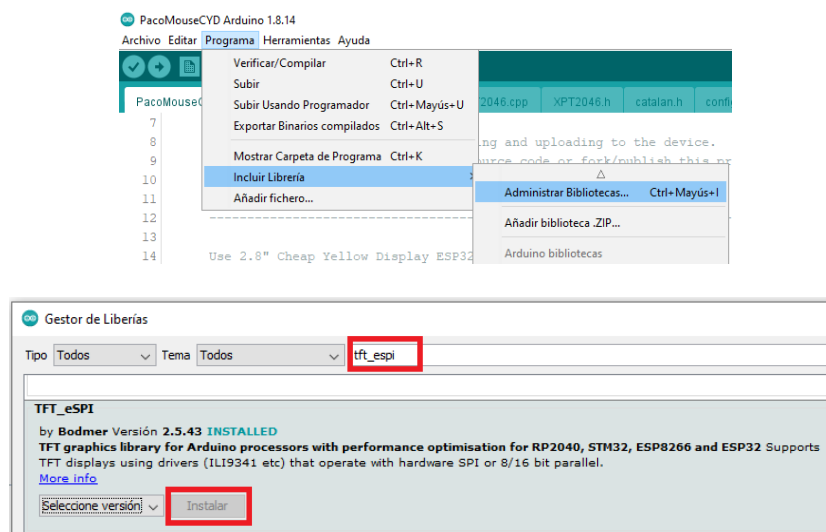 PacoMouseCYD Arduino 1.8.14
Archivo Editar Programa Herramientas Ayuda
Verificar/Compilar Ctrl+R
Subir Ctrl+U
PacoMouseC Subir Usando Programador Ctrl+Mayús+U 2046.cpp XPT2046.h catalan.h confi
7
Exportar Binarios compilados Ctrl+Alt+S
8 ng and uploading to the device.
9 Mostrar Carpeta de Programa Ctrl+K ource code or fork/publish this pr
10 Incluir Librería
11 Añadir fichero... Administrar Bibliotecas... Ctrl+Mayús+I
12 Añadir biblioteca .ZIP...
13
14 Use 2.8" Cheap Yellow Display ESP32 Arduino bibliotecas
Gestor de Liberías
Tipo Todos Tema Todos tft_espi
TFT_eSPI
by Bodmer Versión 2.5.43 INSTALLED
TFT graphics library for Arduino processors with performance optimisation for RP2040, STM32, ESP8266 and ESP32 Supports
TFT displays using drivers (ILI9341 etc) that operate with hardware SPI or 8/16 bit parallel.
More info
Seleccione versión Instalar